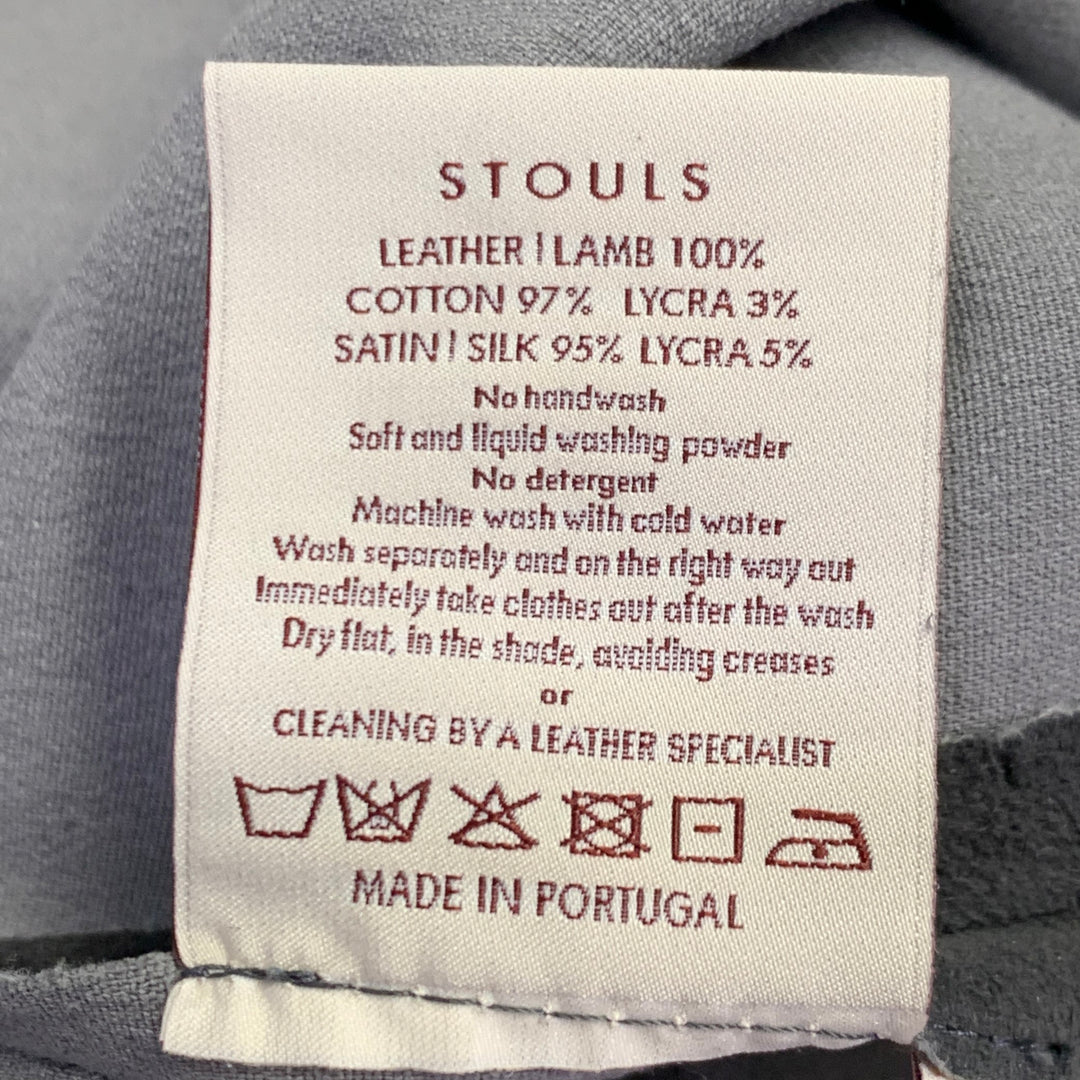 STOULS
LEATHER | LAMB 100%
COTTON 97% LYCRA 3%
SATIN | SILK 95% LYCRA 5%
No handwash
Soft and liquid washing powder
No detergent
Machine wash with cold water
Wash separately and on the right way out
Immediately take clothes out after the wash
Dry flat, in the shade, avoiding creases
or
CLEANING BY A LEATHER SPECIALIST
MADE IN PORTUGAL